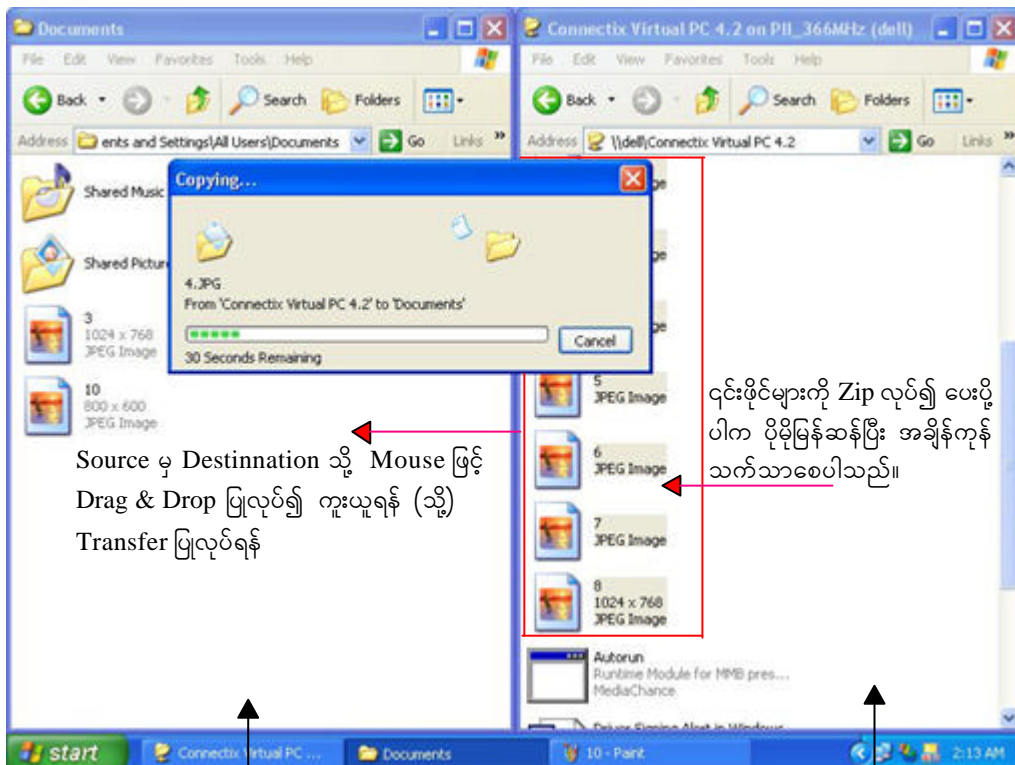 Documents
File Edit View Favorites Tools Help
Back Search Folders
Address ents and Settings\All Users\Documents Go Links »
Shared Music
Shared Pictur
3
1024 x 768
JPEG Image
10
800 x 600
JPEG Image
Copying...
4.JPG
From 'Connectix Virtual PC 4.2' to 'Documents'
30 Seconds Remaining
Cancel
Source မှ Destinnation သို့ Mouse ဖြင့်
Drag & Drop ပြုလုပ်၍ ကူးယူရန် (သို့)
Transfer ပြုလုပ်ရန်
Connectix Virtual PC 4.2 on PII_366MHz (dell)
File Edit View Favorites Tools Help
Back Search Folders
Address \\dell\Connectix Virtual PC 4.2 Go Links »
ge
ge
ge
5
JPEG Image
6
JPEG Image
7
JPEG Image
8
1024 x 768
JPEG Image
Autorun
Runtime Module for MMB pres...
MediaChance
Driver Signing Alert in Windows
၎င်းဖိုင်များကို Zip လုပ်၍ ပေးပို့
ပါက ပိုမိုမြန်ဆန်ပြီး အချိန်ကုန်
သက်သာစေပါသည်။
start Connectix Virtual PC ... Documents 10 - Paint 2:13 AM